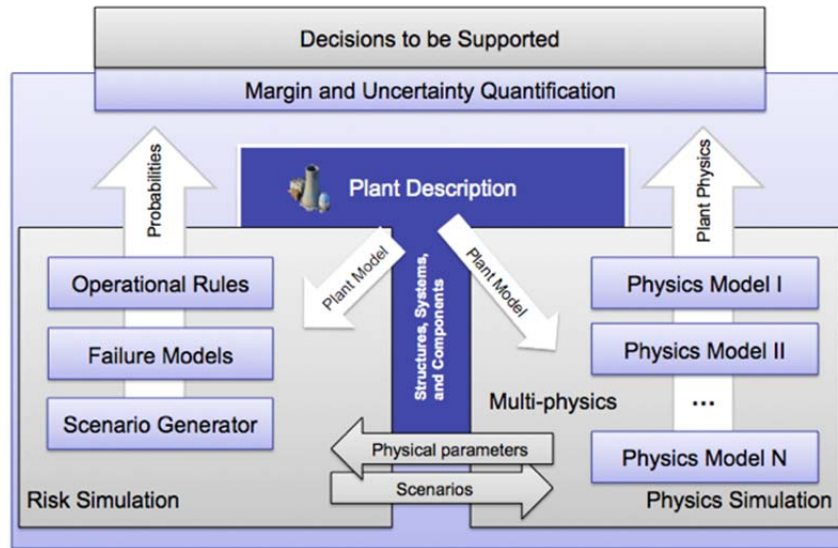 Decisions to be Supported
Margin and Uncertainty Quantification
Plant Description
Probabilities
Plant Physics
Plant Model
Plant Model
Structures, Systems,
and Components
Operational Rules
Failure Models
Scenario Generator
Risk Simulation
Physics Model I
Physics Model II
Multi-physics
...
Physics Model N
Physics Simulation
Physical parameters
Scenarios